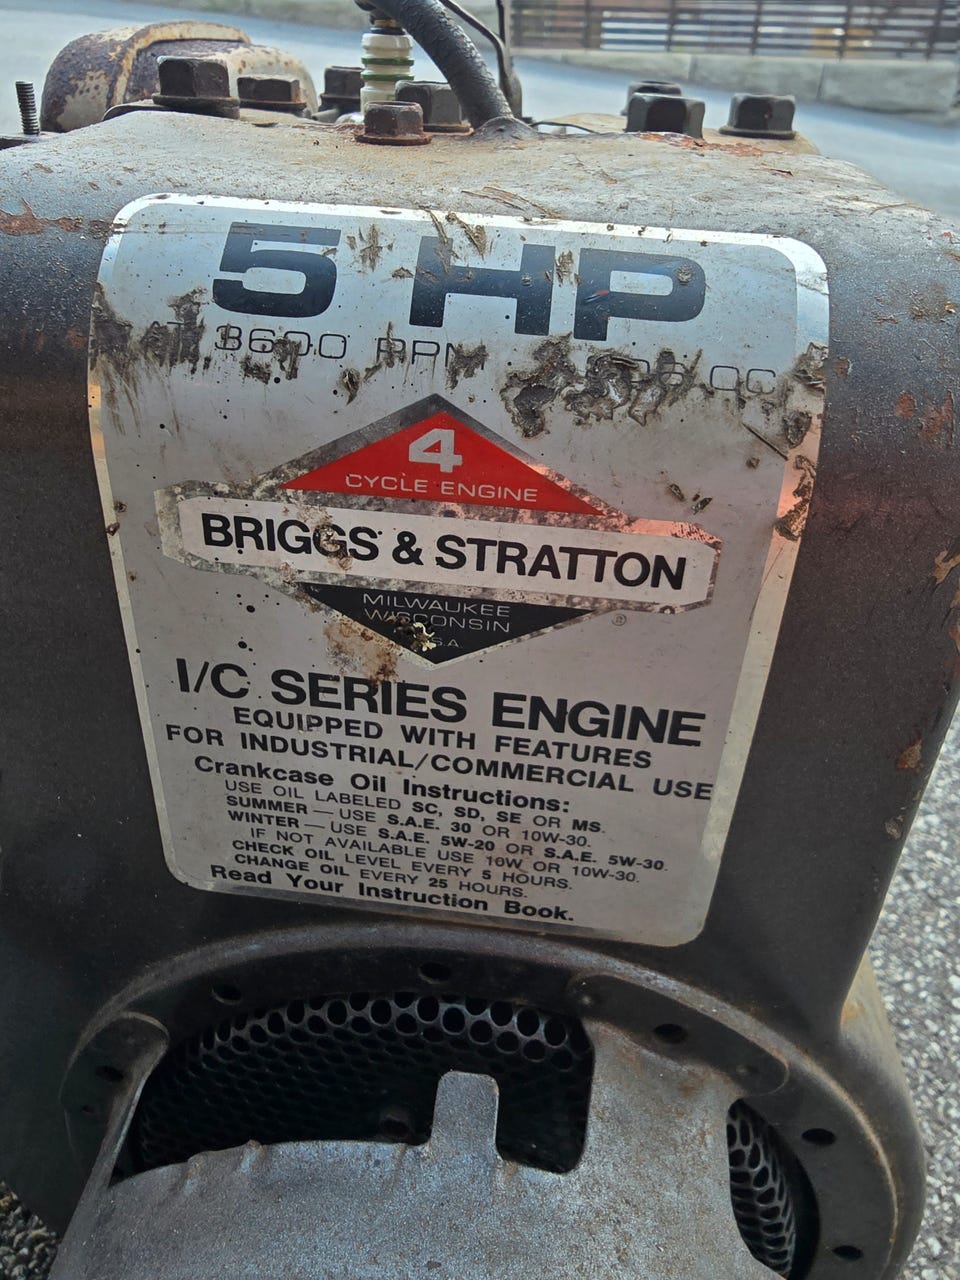 5 HP
AT 3600 RPM
CC
4
CYCLE ENGINE
BRIGGS & STRATTON
MILWAUKEE
WISCONSIN
U.S.A.
®
I/C SERIES ENGINE
EQUIPPED WITH FEATURES
FOR INDUSTRIAL/COMMERCIAL USE
Crankcase Oil Instructions:
USE OIL LABELED SC, SD, SE OR MS.
SUMMER — USE S.A.E. 30 OR 10W-30.
WINTER — USE S.A.E. 5W-20 OR S.A.E. 5W-30.
IF NOT AVAILABLE USE 10W OR 10W-30.
CHECK OIL LEVEL EVERY 5 HOURS.
CHANGE OIL EVERY 25 HOURS.
Read Your Instruction Book.